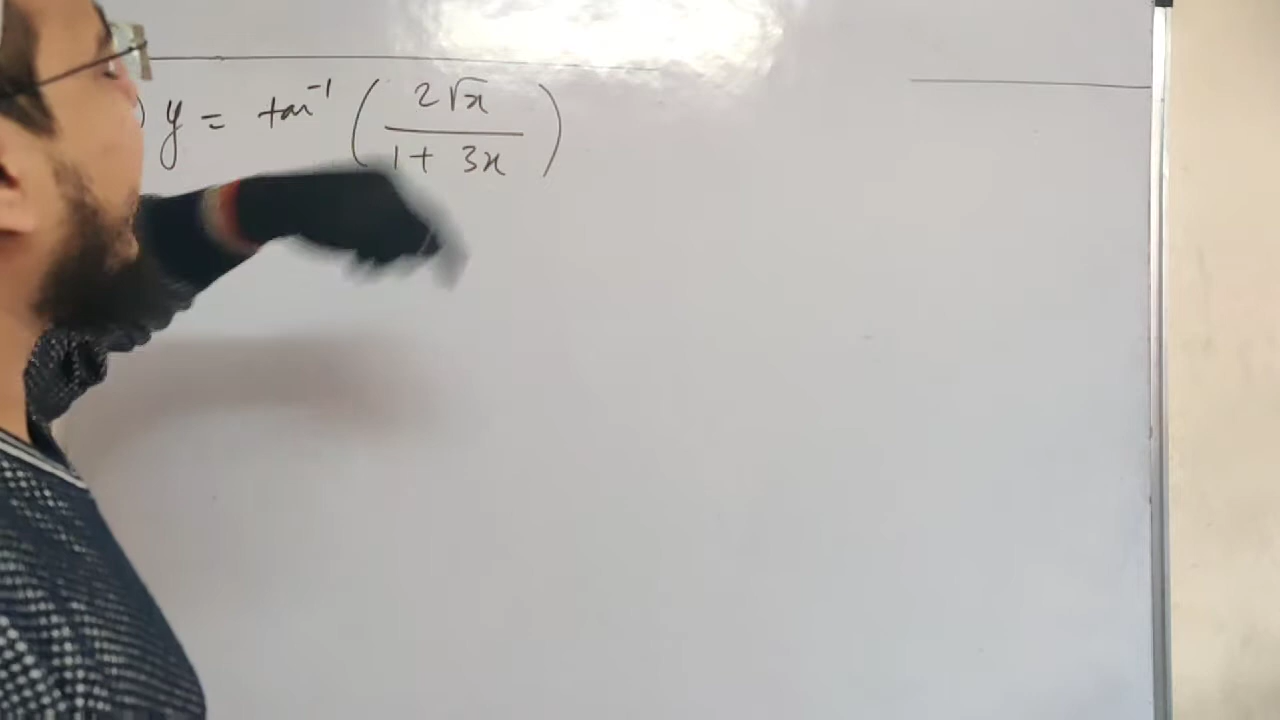 ) y = tan⁻¹ ( 2√x / 1 + 3x )